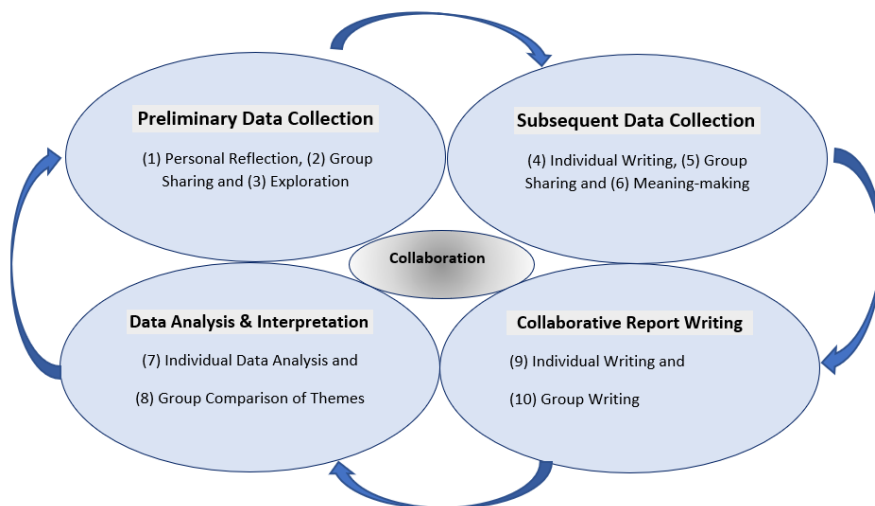 Preliminary Data Collection
(1) Personal Reflection, (2) Group
Sharing and (3) Exploration
Subsequent Data Collection
(4) Individual Writing, (5) Group
Sharing and (6) Meaning-making
Collaboration
Data Analysis & Interpretation
(7) Individual Data Analysis and
(8) Group Comparison of Themes
Collaborative Report Writing
(9) Individual Writing and
(10) Group Writing